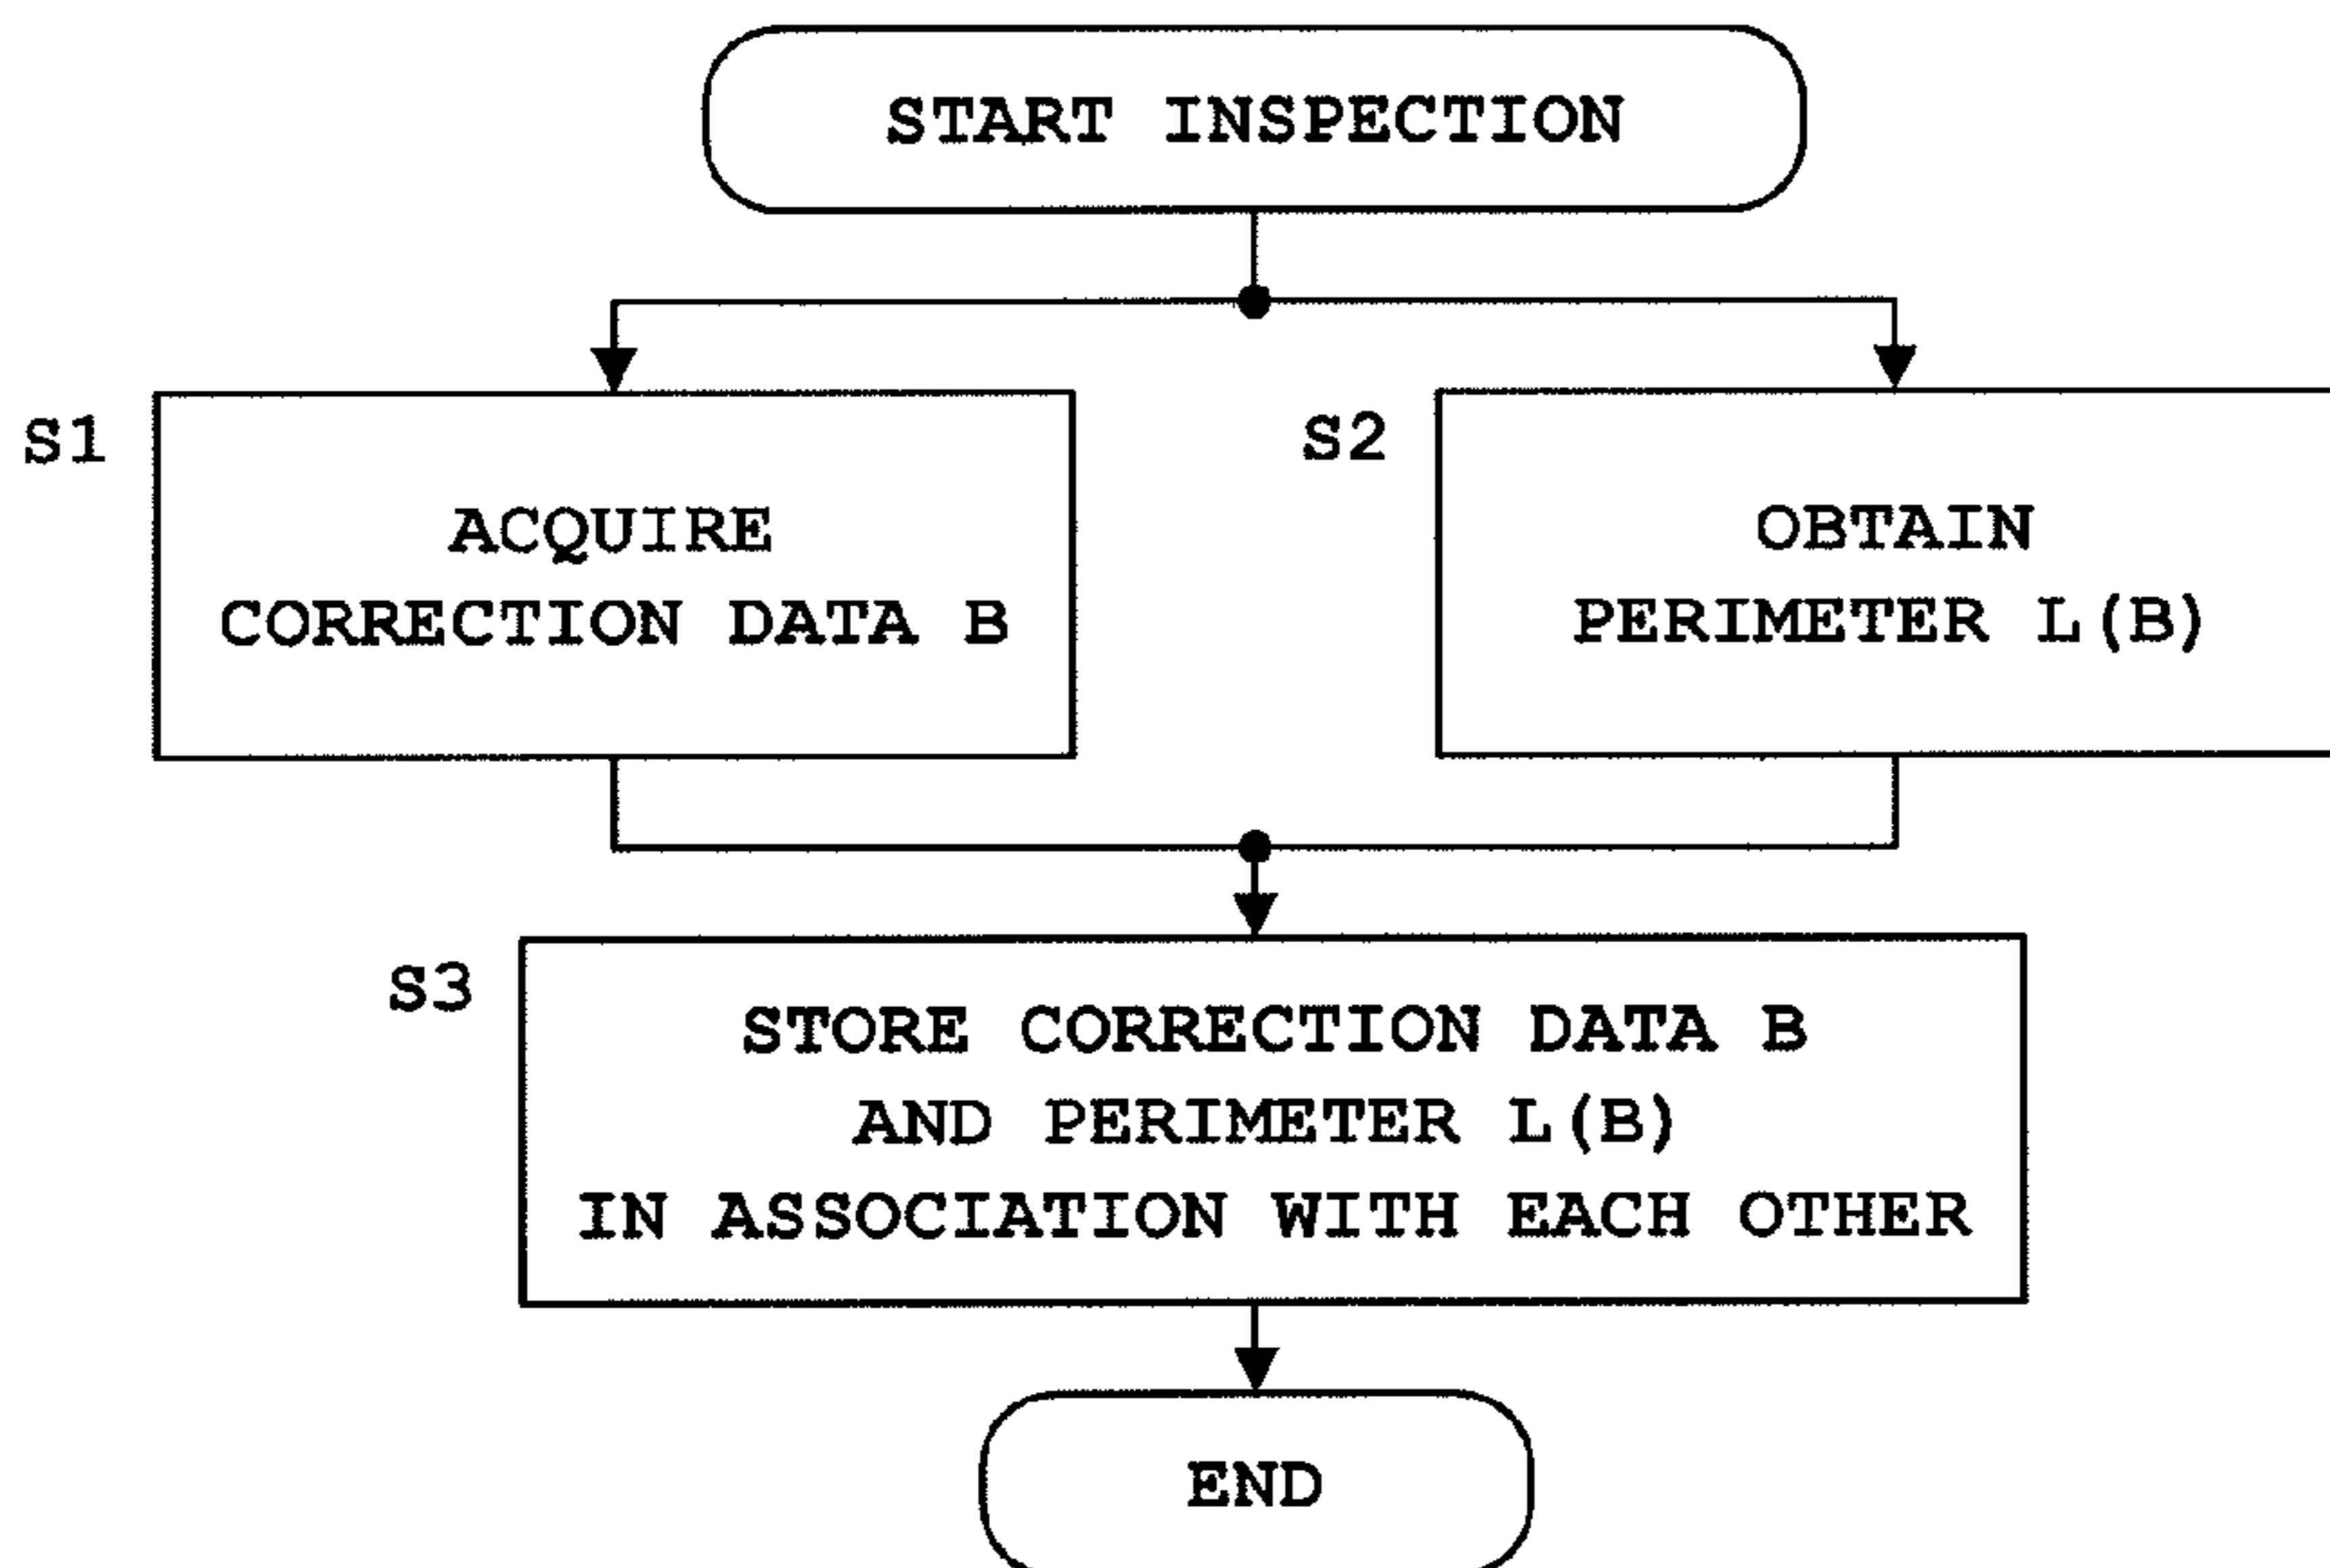 START INSPECTION
S1
ACQUIRE
CORRECTION DATA B
S2
OBTAIN
PERIMETER L(B)
S3
STORE CORRECTION DATA B
AND PERIMETER L(B)
IN ASSOCIATION WITH EACH OTHER
END